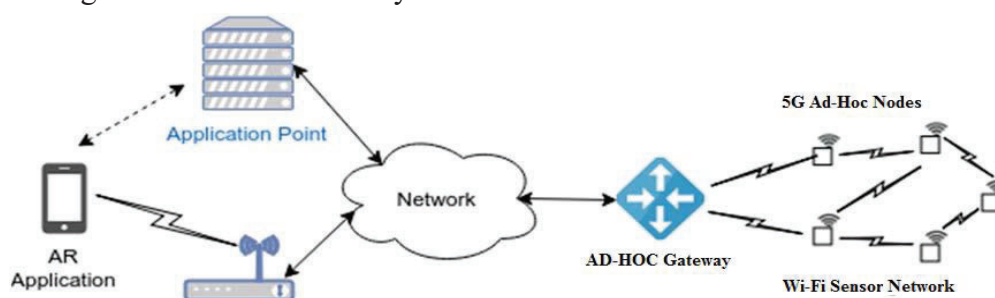 Application Point
AR
Application
Network
AD-HOC Gateway
5G Ad-Hoc Nodes
Wi-Fi Sensor Network